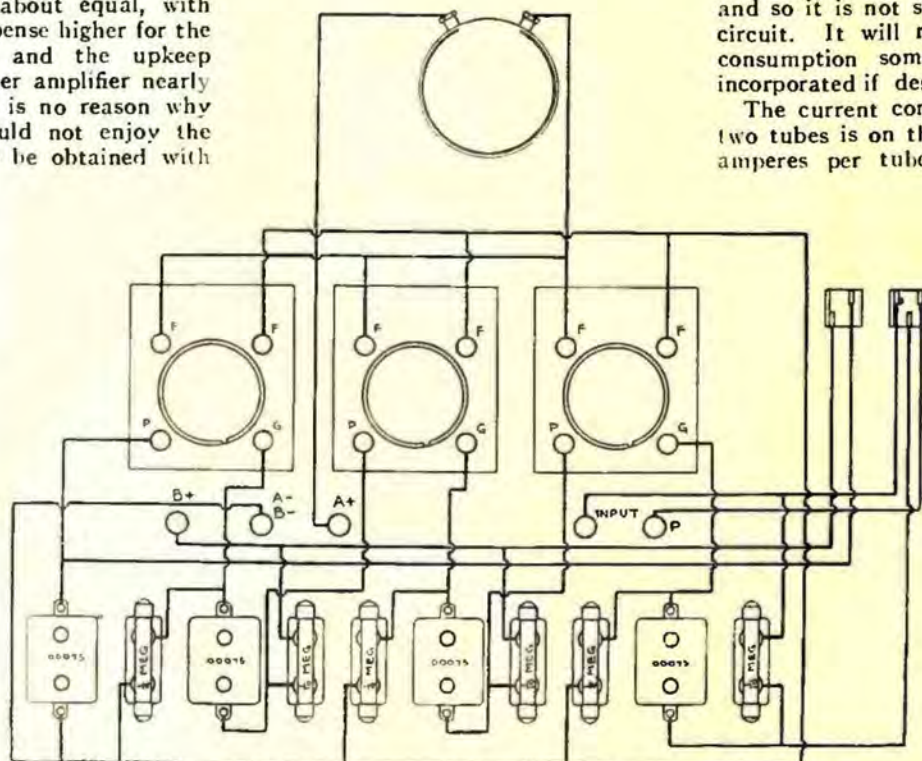 about equal, with
pense higher for the
and the upkeep
er amplifier nearly
is no reason why
uld not enjoy the
be obtained with
and so it is not s
circuit. It will
consumption som
incorporated if des
The current con
two tubes is on th
amperes per tube
F F F F F F
P G P G P G
B+ A- A+ INPUT P
B-
00075 MEG 00075 MEG MEG 00075 MEG MEG 00075 MEG